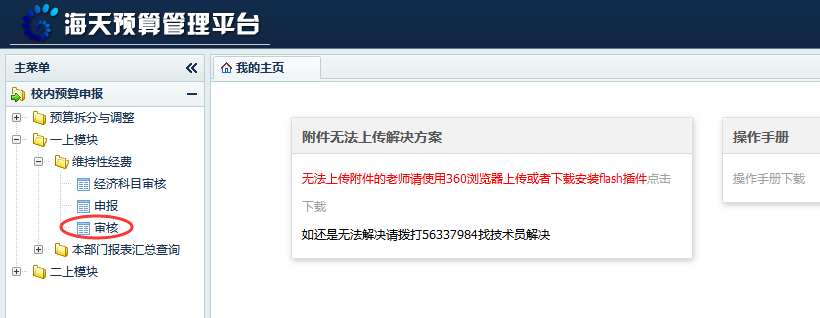 海天预算管理平台
主菜单
我的主页
校内预算申报
预算拆分与调整
一上模块
维持性经费
经济科目审核
申报
审核
本部门报表汇总查询
二上模块
附件无法上传解决方案
无法上传附件的老师请使用360浏览器上传或者下载安装flash插件点击
下载
如还是无法解决请拨打56337984找技术员解决
操作手册
操作手册下载